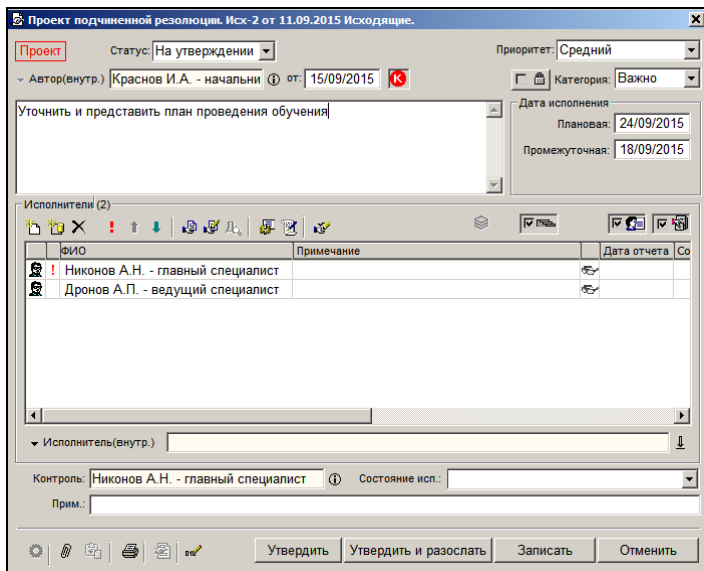 Проект подчиненной резолюции. Исх-2 от 11.09.2015 Исходящие.
Проект Статус: На утверждении Приоритет: Средний
Автор(внутр.) Краснов И.А. - начальни от: 15/09/2015 К Категория: Важно
Уточнить и представить план проведения обучения
Дата исполнения
Плановая: 24/09/2015
Промежуточная: 18/09/2015
Исполнители (2)
ФИО Примечание Дата отчета Со
! Никонов А.Н. - главный специалист
Дронов А.П. - ведущий специалист
Исполнитель(внутр.)
Контроль: Никонов А.Н. - главный специалист Состояние исп.:
Прим.:
Утвердить Утвердить и разослать Записать Отменить